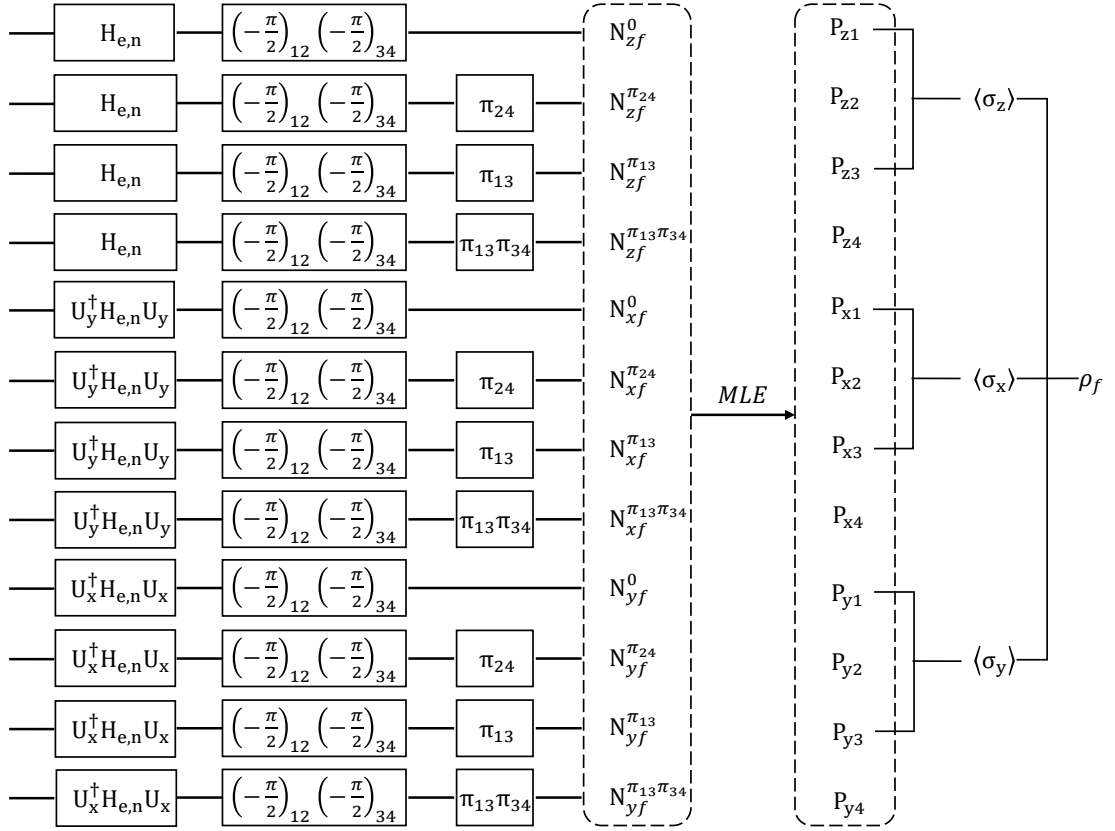 H_{e,n} (-π/2)_{12} (-π/2)_{34} N_{zf}^{0} P_{z1}
H_{e,n} (-π/2)_{12} (-π/2)_{34} π_{24} N_{zf}^{π_{24}} P_{z2} ⟨σ_z⟩
H_{e,n} (-π/2)_{12} (-π/2)_{34} π_{13} N_{zf}^{π_{13}} P_{z3}
H_{e,n} (-π/2)_{12} (-π/2)_{34} π_{13}π_{34} N_{zf}^{π_{13}π_{34}} P_{z4}
U_y^† H_{e,n} U_y (-π/2)_{12} (-π/2)_{34} N_{xf}^{0} P_{x1}
U_y^† H_{e,n} U_y (-π/2)_{12} (-π/2)_{34} π_{24} N_{xf}^{π_{24}} MLE P_{x2} ⟨σ_x⟩ ρ_f
U_y^† H_{e,n} U_y (-π/2)_{12} (-π/2)_{34} π_{13} N_{xf}^{π_{13}} P_{x3}
U_y^† H_{e,n} U_y (-π/2)_{12} (-π/2)_{34} π_{13}π_{34} N_{xf}^{π_{13}π_{34}} P_{x4}
U_x^† H_{e,n} U_x (-π/2)_{12} (-π/2)_{34} N_{yf}^{0} P_{y1}
U_x^† H_{e,n} U_x (-π/2)_{12} (-π/2)_{34} π_{24} N_{yf}^{π_{24}} P_{y2} ⟨σ_y⟩
U_x^† H_{e,n} U_x (-π/2)_{12} (-π/2)_{34} π_{13} N_{yf}^{π_{13}} P_{y3}
U_x^† H_{e,n} U_x (-π/2)_{12} (-π/2)_{34} π_{13}π_{34} N_{yf}^{π_{13}π_{34}} P_{y4}